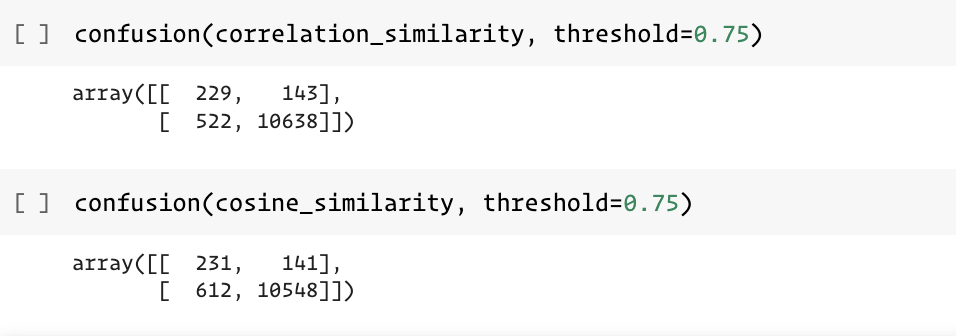 [ ] confusion(correlation_similarity, threshold=0.75)
array([[  229,   143],
       [  522, 10638]])
[ ] confusion(cosine_similarity, threshold=0.75)
array([[  231,   141],
       [  612, 10548]])